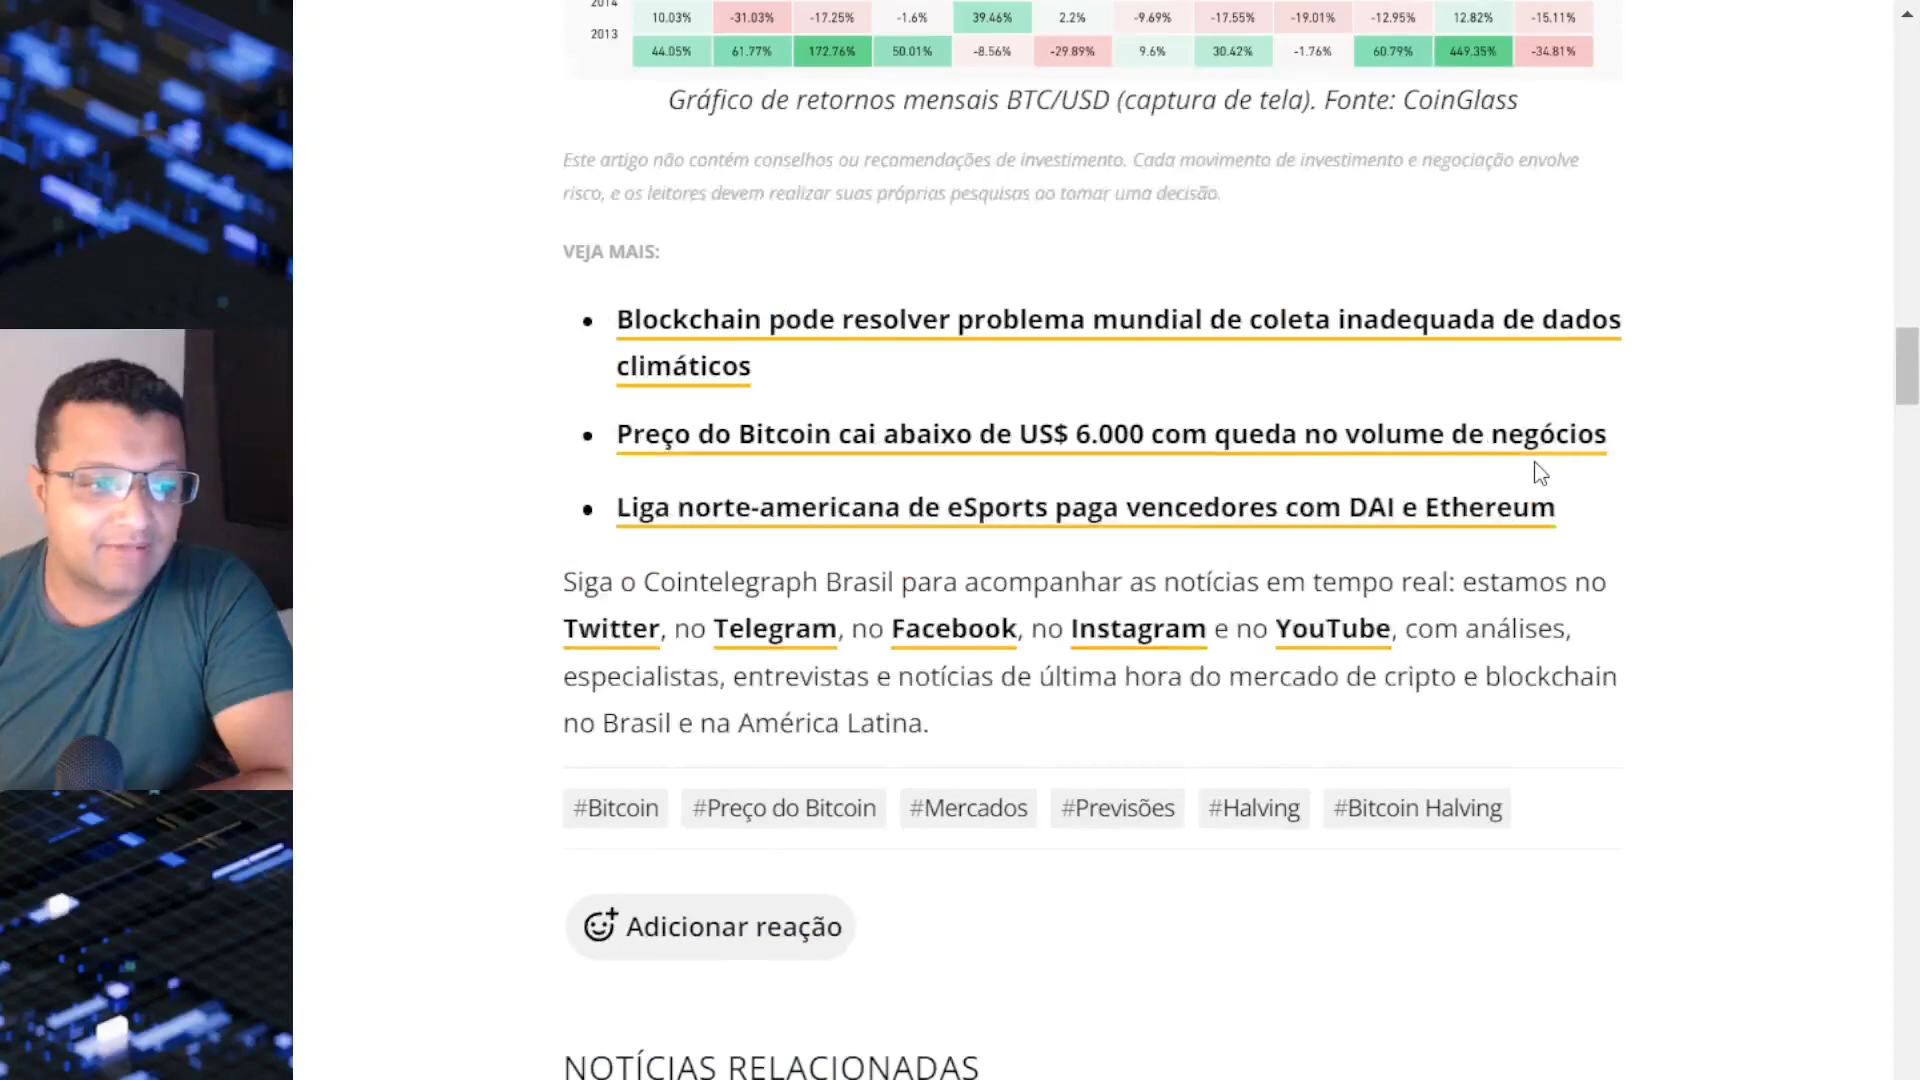 2014
10.03% -31.03% -17.25% -1.6% 39.46% 2.2% -9.69% -17.55% -19.01% -12.95% 12.82% -15.11%
2013 44.05% 61.77% 172.76% 50.01% -8.56% -29.89% 9.6% 30.42% -1.76% 60.79% 449.35% -34.81%
Gráfico de retornos mensais BTC/USD (captura de tela). Fonte: CoinGlass
Este artigo não contém conselhos ou recomendações de investimento. Cada movimento de investimento e negociação envolve
risco, e os leitores devem realizar suas próprias pesquisas ao tomar uma decisão.
VEJA MAIS:
Blockchain pode resolver problema mundial de coleta inadequada de dados
climáticos
Preço do Bitcoin cai abaixo de US$ 6.000 com queda no volume de negócios
Liga norte-americana de eSports paga vencedores com DAI e Ethereum
Siga o Cointelegraph Brasil para acompanhar as notícias em tempo real: estamos no
Twitter, no Telegram, no Facebook, no Instagram e no YouTube, com análises,
especialistas, entrevistas e notícias de última hora do mercado de cripto e blockchain
no Brasil e na América Latina.
#Bitcoin #Preço do Bitcoin #Mercados #Previsões #Halving #Bitcoin Halving
Adicionar reação
NOTÍCIAS RELACIONADAS